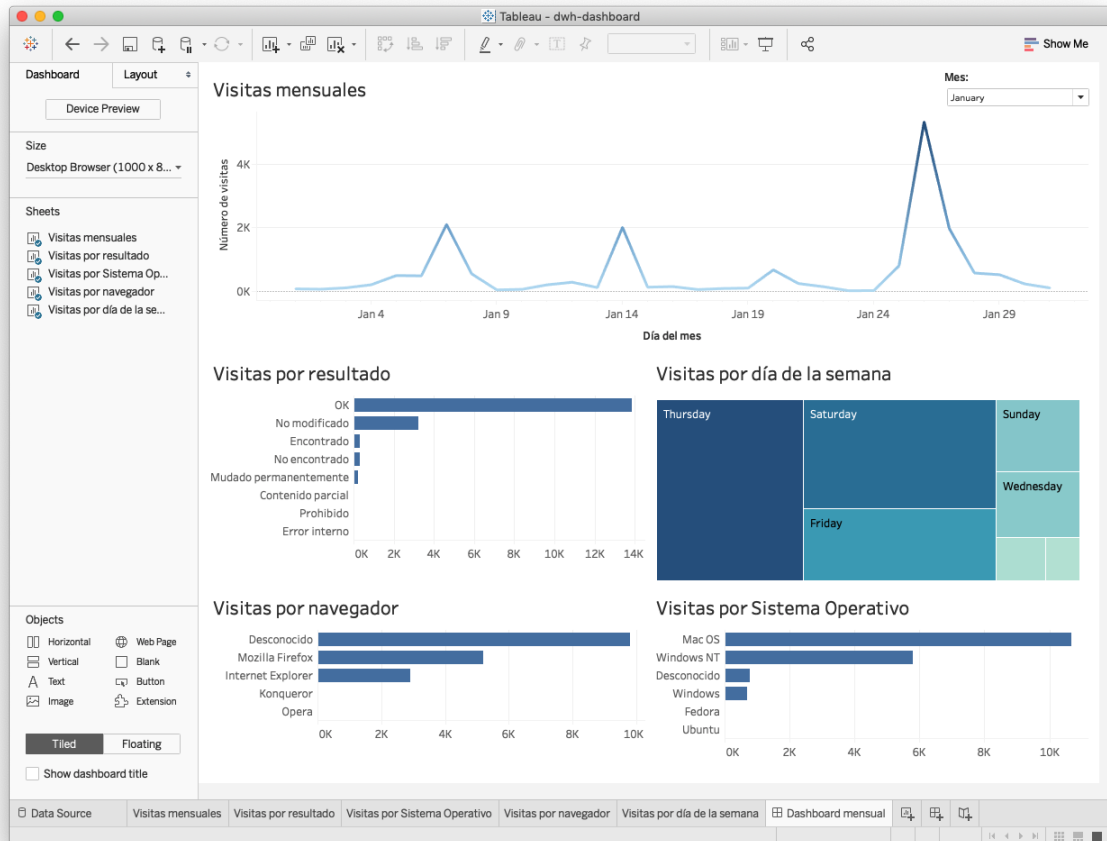 Tableau - dwh-dashboard
Show Me
Dashboard
Layout
Device Preview
Size
Desktop Browser (1000 x 8...
Sheets
Visitas mensuales
Visitas por resultado
Visitas por Sistema Op...
Visitas por navegador
Visitas por día de la se...
Objects
Horizontal
Web Page
Vertical
Blank
A Text
Button
Image
Extension
Tiled
Floating
Show dashboard title
Visitas mensuales
Mes:
January
Número de visitas
4K
2K
0K
Jan 4
Jan 9
Jan 14
Jan 19
Jan 24
Jan 29
Día del mes
Visitas por resultado
OK
No modificado
Encontrado
No encontrado
Mudado permanentemente
Contenido parcial
Prohibido
Error interno
0K 2K 4K 6K 8K 10K 12K 14K
Visitas por día de la semana
Thursday
Saturday
Sunday
Wednesday
Friday
Visitas por navegador
Desconocido
Mozilla Firefox
Internet Explorer
Konqueror
Opera
0K 2K 4K 6K 8K 10K
Visitas por Sistema Operativo
Mac OS
Windows NT
Desconocido
Windows
Fedora
Ubuntu
0K 2K 4K 6K 8K 10K
Data Source
Visitas mensuales
Visitas por resultado
Visitas por Sistema Operativo
Visitas por navegador
Visitas por día de la semana
Dashboard mensual